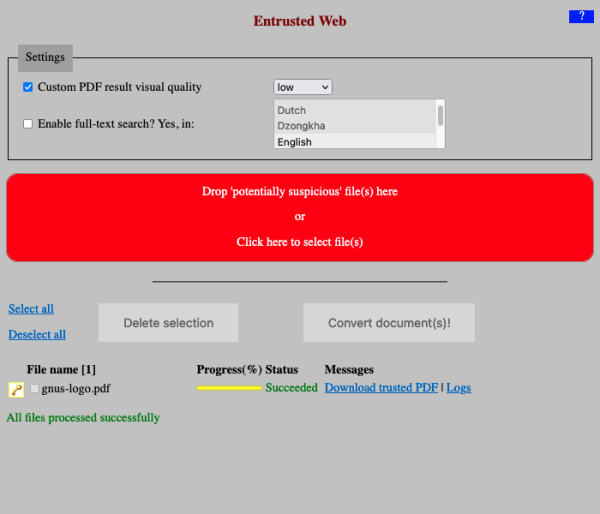 Entrusted Web
?
Settings
Custom PDF result visual quality
low
Enable full-text search? Yes, in:
Dutch
Dzongkha
English
Drop 'potentially suspicious' file(s) here
or
Click here to select file(s)
Select all
Deselect all
Delete selection
Convert document(s)!
File name [1] Progress(%) Status Messages
gnus-logo.pdf Succeeded Download trusted PDF | Logs
All files processed successfully